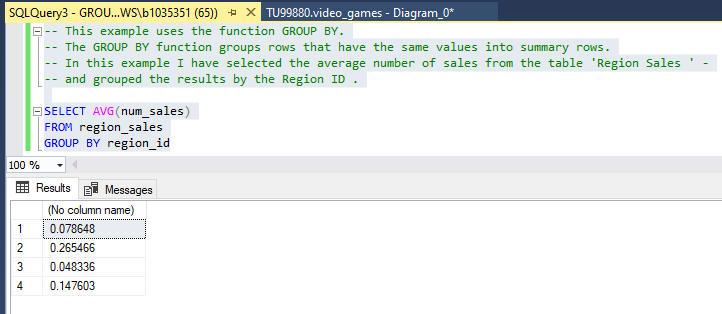 SQLQuery3 - GROU...WS\b1035351 (65))* TU99880.video_games - Diagram_0*
-- This example uses the function GROUP BY.
-- The GROUP BY function groups rows that have the same values into summary rows.
-- In this example I have selected the average number of sales from the table 'Region Sales ' -
-- and grouped the results by the Region ID .
SELECT AVG(num_sales)
FROM region_sales
GROUP BY region_id
100 %
Results Messages
(No column name)
1 0.078648
2 0.265466
3 0.048336
4 0.147603